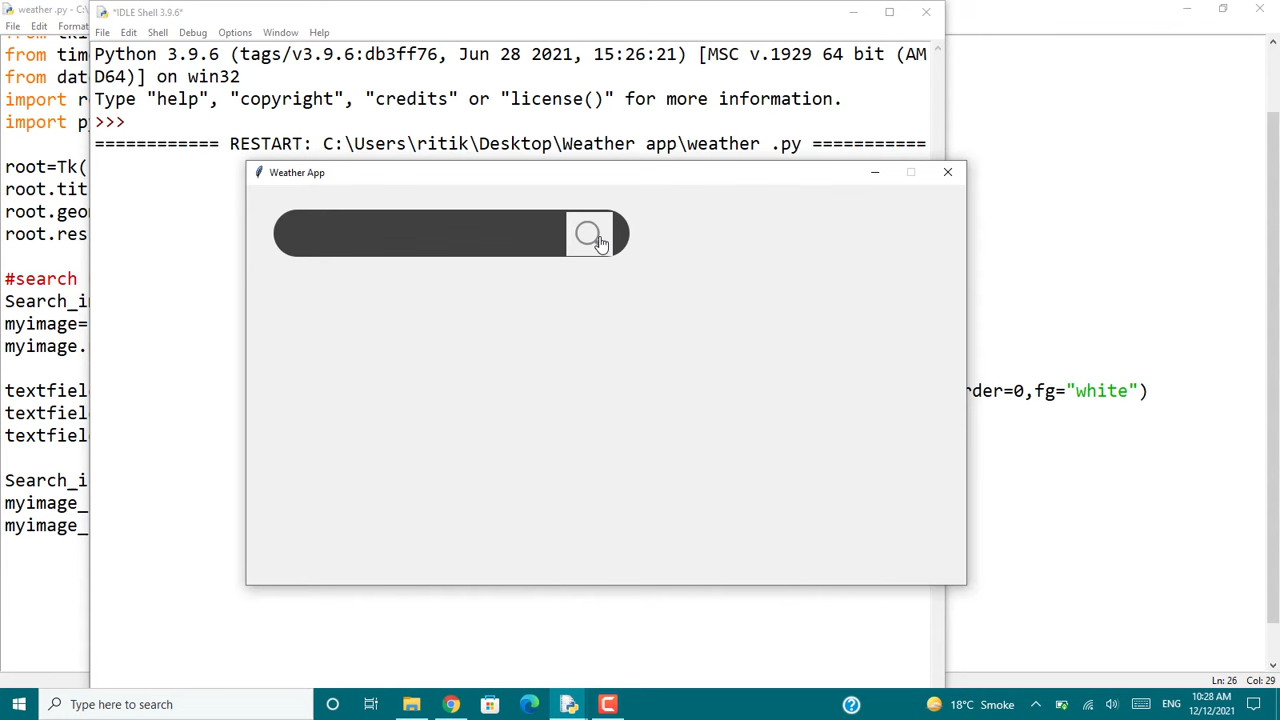 weather .py - C:\
File Edit Format
from tki
from tim
from dat
import r
import py
root=Tk(
root.tit
root.geo
root.res
#search
Search_i
myimage=
myimage.
textfiel
rder=0,fg="white")
textfiel
textfiel
Search_i
myimage_
myimage_
*IDLE Shell 3.9.6*
File Edit Shell Debug Options Window Help
Python 3.9.6 (tags/v3.9.6:db3ff76, Jun 28 2021, 15:26:21) [MSC v.1929 64 bit (AM
D64)] on win32
Type "help", "copyright", "credits" or "license()" for more information.
>>>
============ RESTART: C:\Users\ritik\Desktop\Weather app\weather .py ===========
Weather App
Ln: 26 Col: 29
Type here to search
18°C Smoke
ENG
10:28 AM
12/12/2021